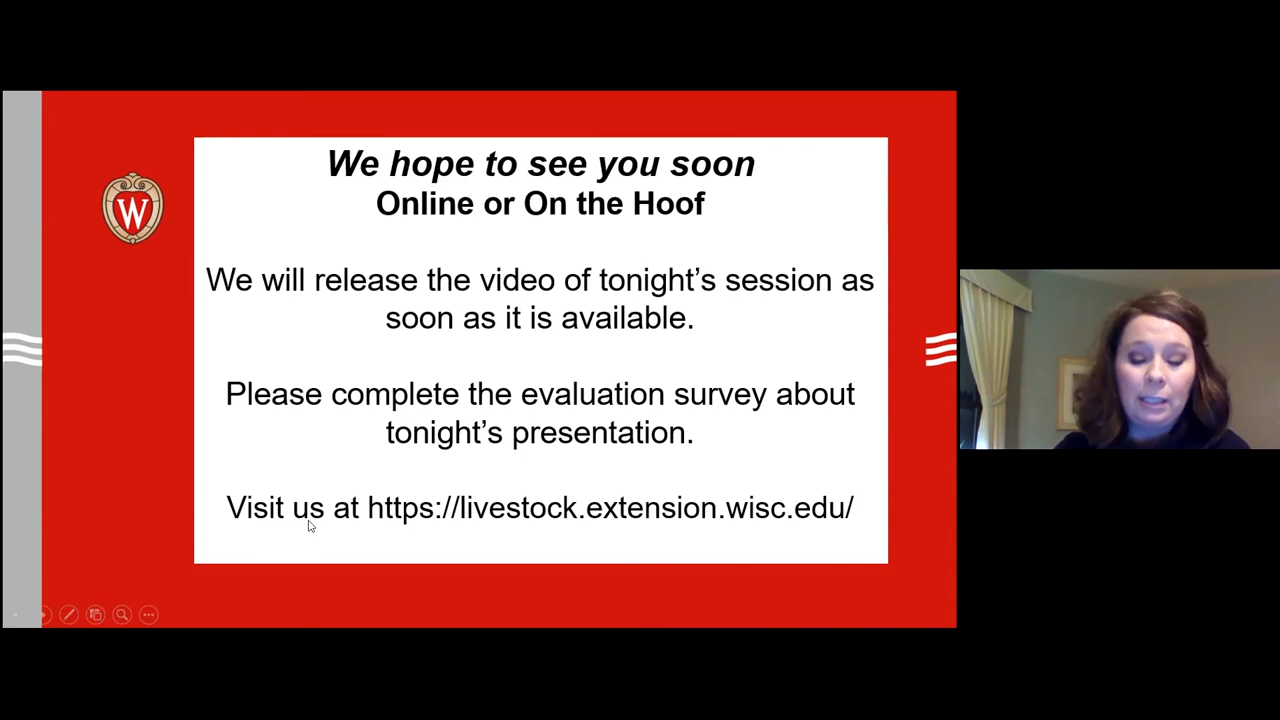 We hope to see you soon
Online or On the Hoof
We will release the video of tonight's session as
soon as it is available.
Please complete the evaluation survey about
tonight's presentation.
Visit us at https://livestock.extension.wisc.edu/
W